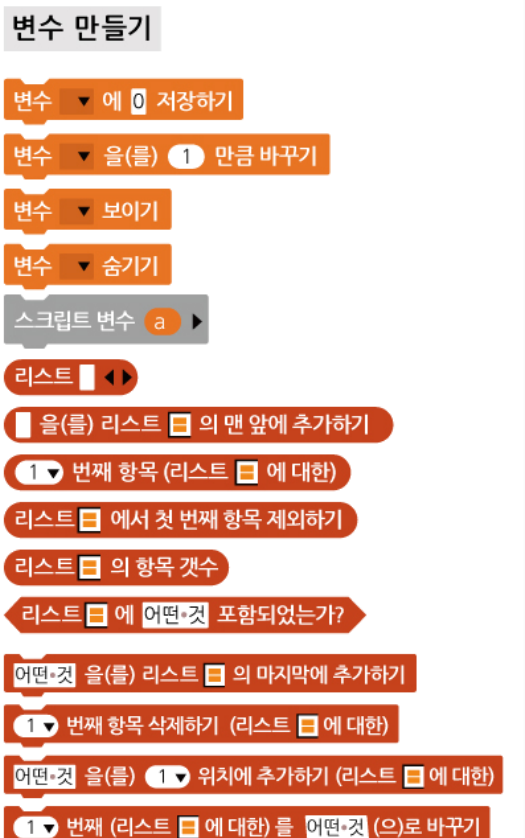 변수 만들기
변수 에 0 저장하기
변수 을(를) 1 만큼 바꾸기
변수 보이기
변수 숨기기
스크립트 변수 a
리스트
을(를) 리스트 의 맨 앞에 추가하기
1 번째 항목 (리스트 에 대한)
리스트 에서 첫 번째 항목 제외하기
리스트 의 항목 갯수
리스트 에 어떤•것 포함되었는가?
어떤•것 을(를) 리스트 의 마지막에 추가하기
1 번째 항목 삭제하기 (리스트 에 대한)
어떤•것 을(를) 1 위치에 추가하기 (리스트 에 대한)
1 번째 (리스트 에 대한) 를 어떤•것 (으)로 바꾸기